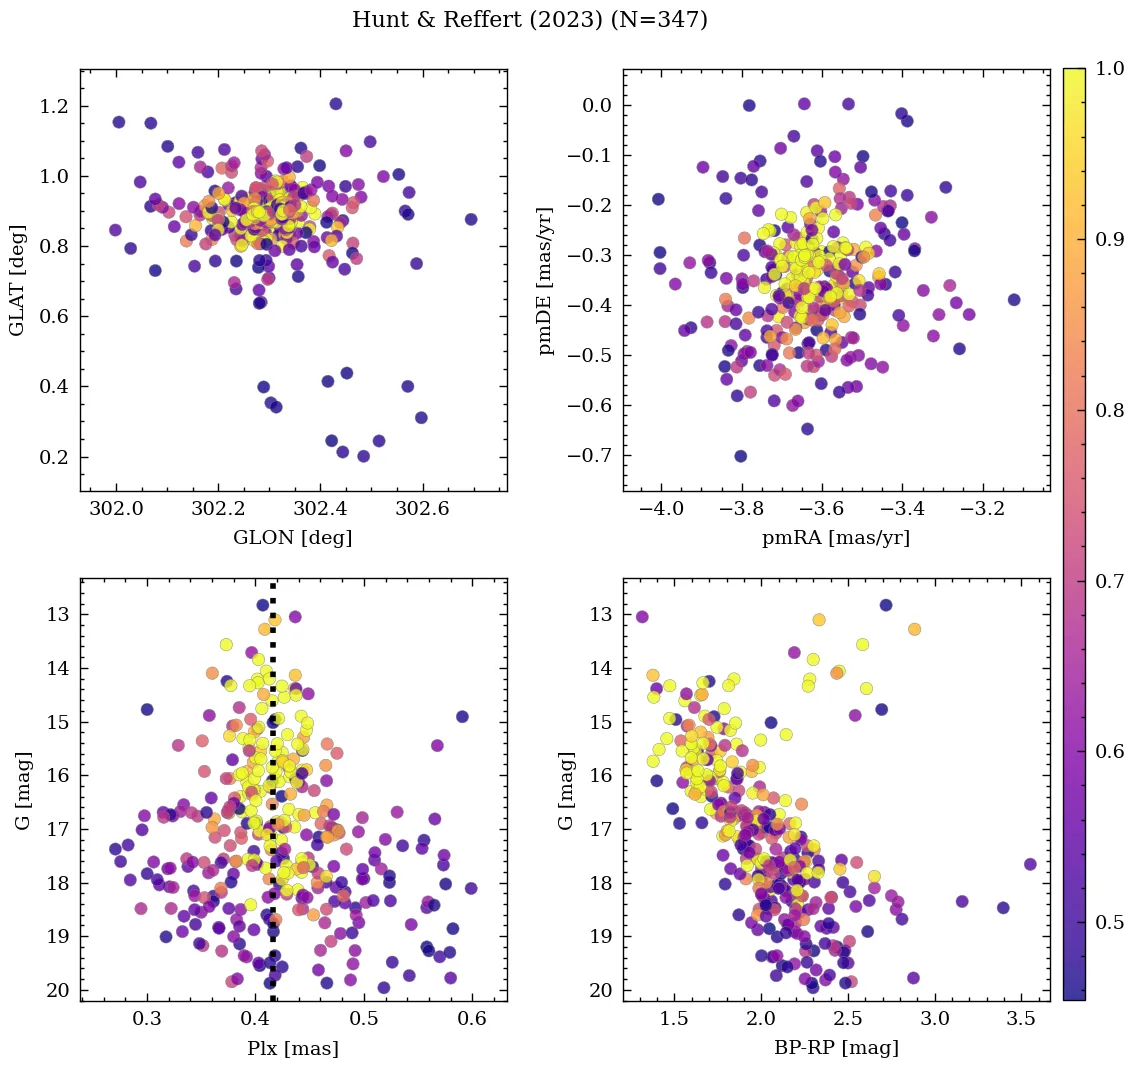 Hunt & Reffert (2023) (N=347)
1.2
1.0
0.8
0.6
0.4
0.2
GLAT [deg]
302.0 302.2 302.4 302.6
GLON [deg]
0.0
−0.1
−0.2
−0.3
−0.4
−0.5
−0.6
−0.7
pmDE [mas/yr]
−4.0 −3.8 −3.6 −3.4 −3.2
pmRA [mas/yr]
13
14
15
16
17
18
19
20
G [mag]
0.3 0.4 0.5 0.6
Plx [mas]
13
14
15
16
17
18
19
20
G [mag]
1.5 2.0 2.5 3.0 3.5
BP-RP [mag]
1.0
0.9
0.8
0.7
0.6
0.5